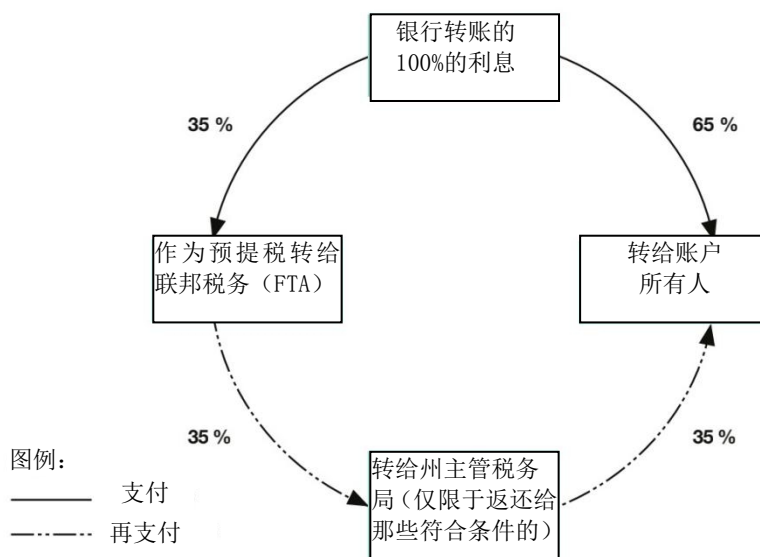 银行转账的
100%的利息
35 %
65 %
作为预提税转给
联邦税务（FTA）
转给账户
所有人
35 %
35 %
转给州主管税务
局（仅限于返还给
那些符合条件的）
图例：
支付
再支付